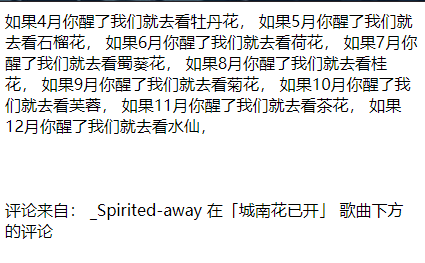 如果4月你醒了我们就去看牡丹花， 如果5月你醒了我们就
去看石榴花， 如果6月你醒了我们就去看荷花， 如果7月你
醒了我们就去看蜀葵花， 如果8月你醒了我们就去看桂
花， 如果9月你醒了我们就去看菊花， 如果10月你醒了我
们就去看芙蓉， 如果11月你醒了我们就去看茶花， 如果
12月你醒了我们就去看水仙，
评论来自： _Spirited-away 在「城南花已开」 歌曲下方
的评论